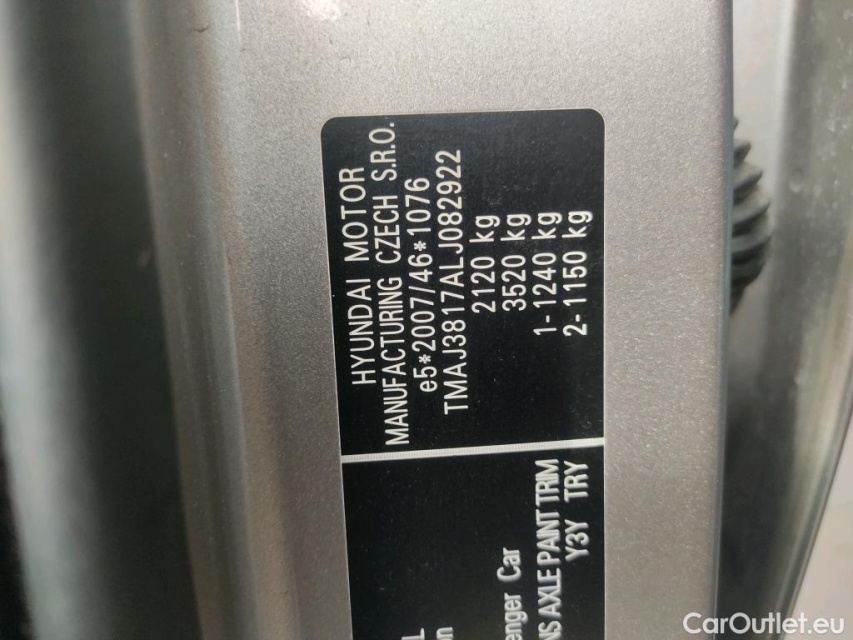 HYUNDAI MOTOR
MANUFACTURING CZECH S.R.O.
e5*2007/46*1076
TMAJ3817ALJ082922
2120 kg
3520 kg
1- 1240 kg
2- 1150 kg
enger Car
NS AXLE PAINT TRIM
Y3Y TRY
CarOutlet.eu